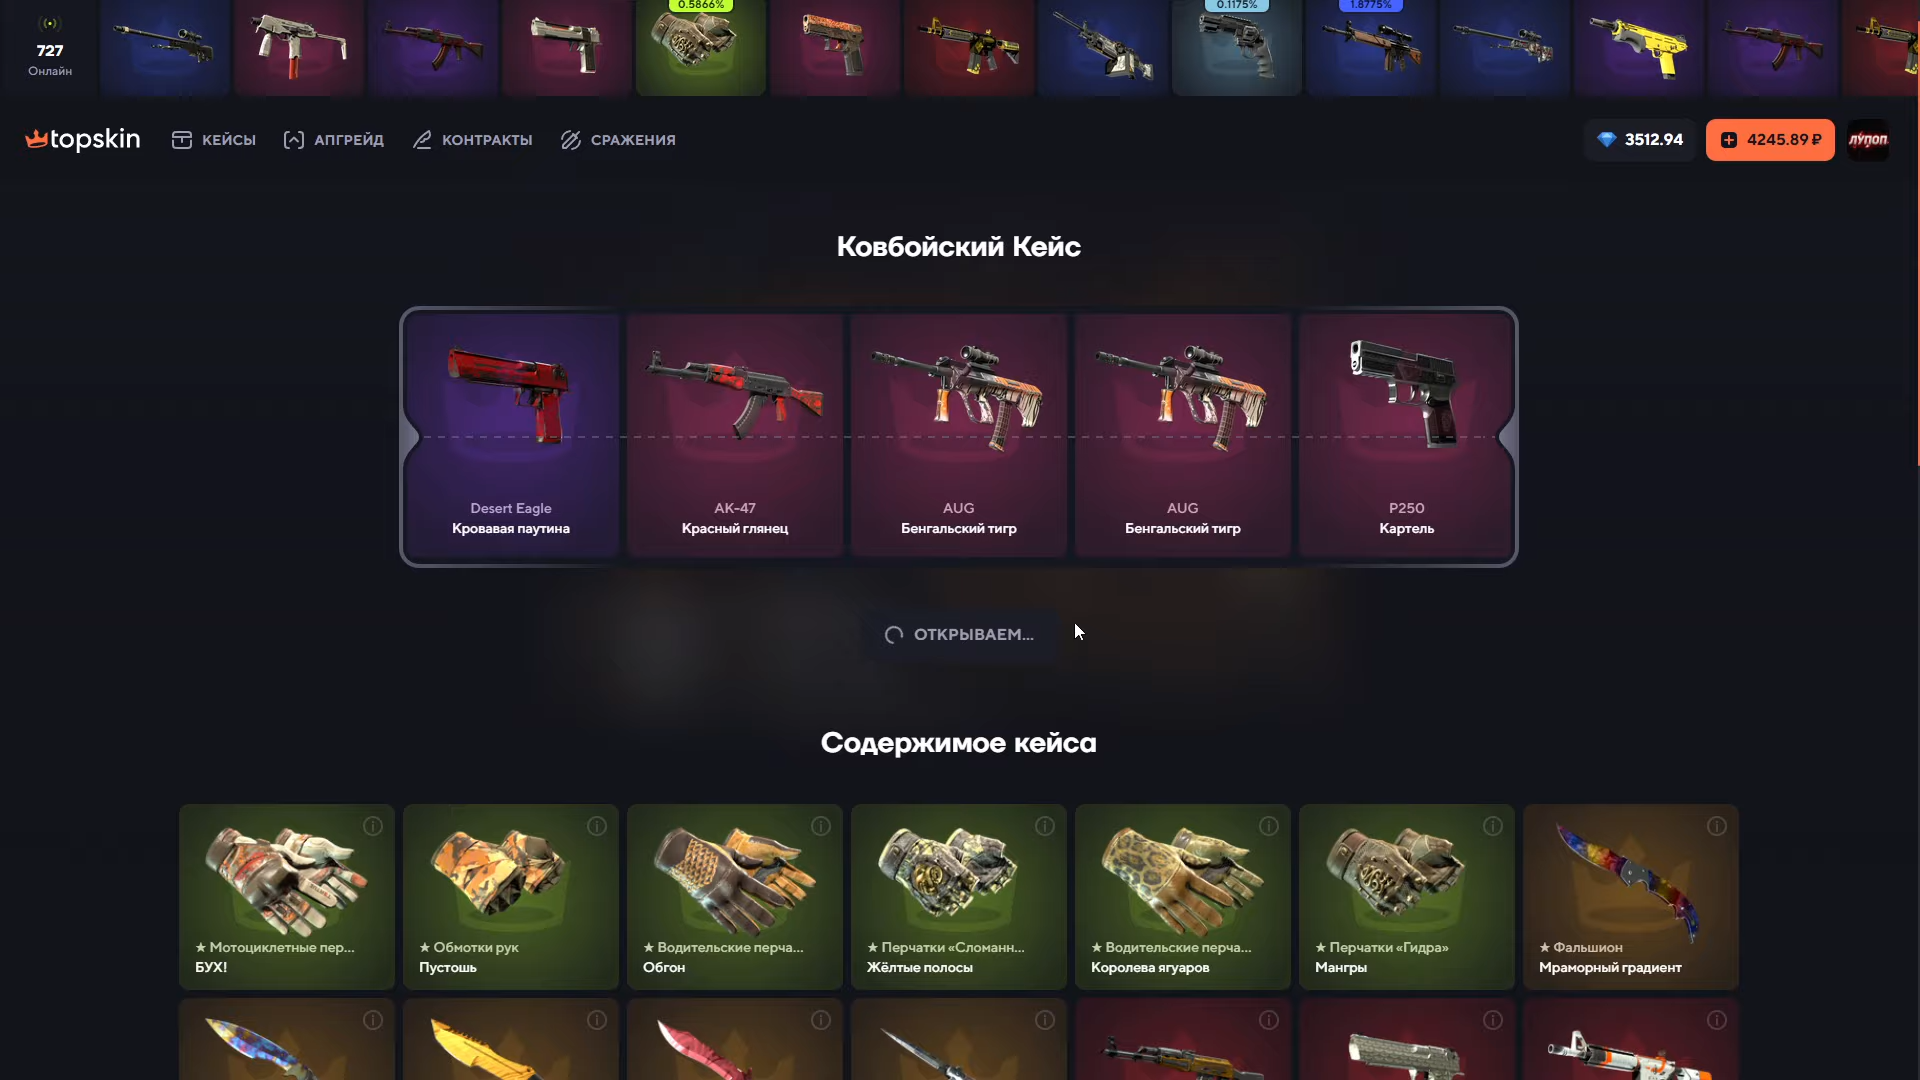 0.5866%
0.1175%
1.8775%
727
Онлайн
topskin
КЕЙСЫ
АПГРЕЙД
КОНТРАКТЫ
СРАЖЕНИЯ
3512.94
4245.89 ₽
ЛУПОП
Ковбойский Кейс
Desert Eagle
Кровавая паутина
AK-47
Красный глянец
AUG
Бенгальский тигр
AUG
Бенгальский тигр
P250
Картель
ОТКРЫВАЕМ...
Содержимое кейса
★ Мотоциклетные пер...
БУХ!
★ Обмотки рук
Пустошь
★ Водительские перча...
Обгон
★ Перчатки «Сломанн...
Жёлтые полосы
★ Водительские перча...
Королева ягуаров
★ Перчатки «Гидра»
Мангры
★ Фальшион
Мраморный градиент